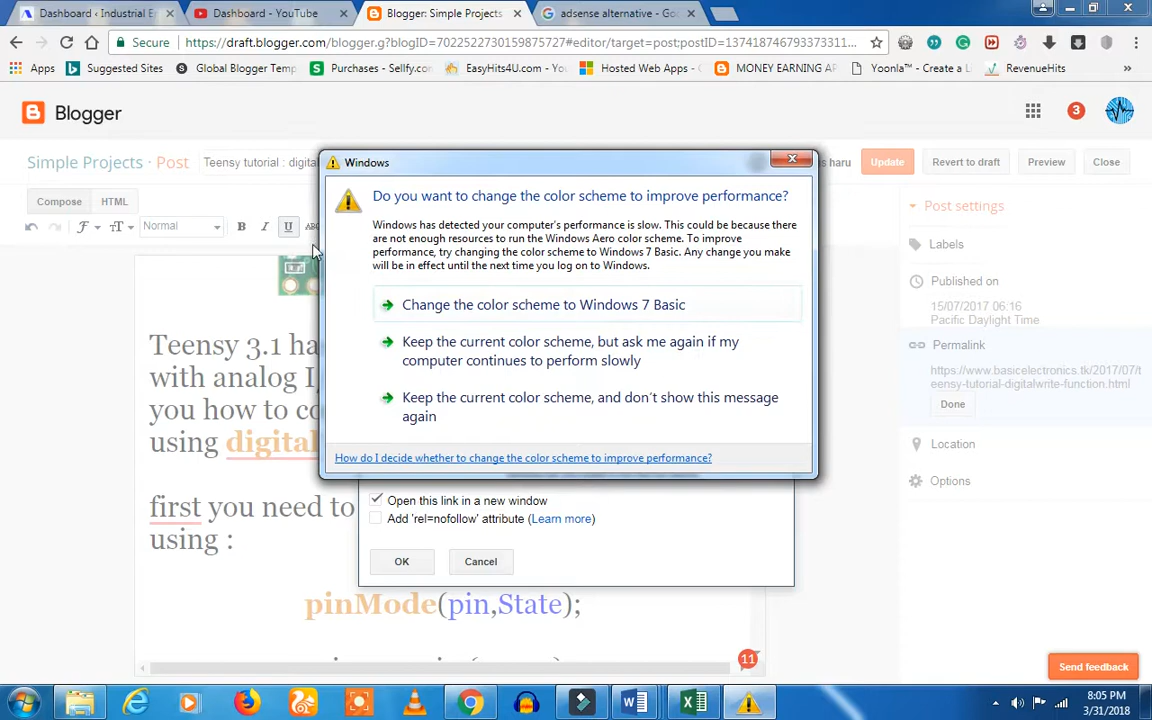 Dashboard ‹ Industrial E
Dashboard - YouTube
Blogger: Simple Projects
adsense alternative - Go
Secure
https://draft.blogger.com/blogger.g?blogID=7022522730159875727#editor/target=post;postID=137418746793373311...
Apps
Suggested Sites
Global Blogger Temp
Purchases - Sellfy.com
EasyHits4U.com - You
Hosted Web Apps -
MONEY EARNING AP
Yoonla™ - Create a L
RevenueHits
»
Blogger
3
Simple Projects · Post
Teensy tutorial : digital
is haru
Update
Revert to draft
Preview
Close
Compose
HTML
Normal
B
I
U
ABC
Post settings
Labels
Published on
15/07/2017 06:16
Pacific Daylight Time
Permalink
https://www.basicelectronics.tk/2017/07/t
eensy-tutorial-digitalwrite-function.html
Done
Location
Options
Windows
Do you want to change the color scheme to improve performance?
Windows has detected your computer's performance is slow. This could be because there
are not enough resources to run the Windows Aero color scheme. To improve
performance, try changing the color scheme to Windows 7 Basic. Any change you make
will be in effect until the next time you log on to Windows.
Change the color scheme to Windows 7 Basic
Keep the current color scheme, but ask me again if my
computer continues to perform slowly
Keep the current color scheme, and don't show this message
again
How do I decide whether to change the color scheme to improve performance?
Teensy 3.1 ha
with analog I
you how to co
using digital
first you need to
using :
pinMode(pin,State);
Open this link in a new window
Add 'rel=nofollow' attribute (Learn more)
OK
Cancel
11
Send feedback
8:05 PM
3/31/2018